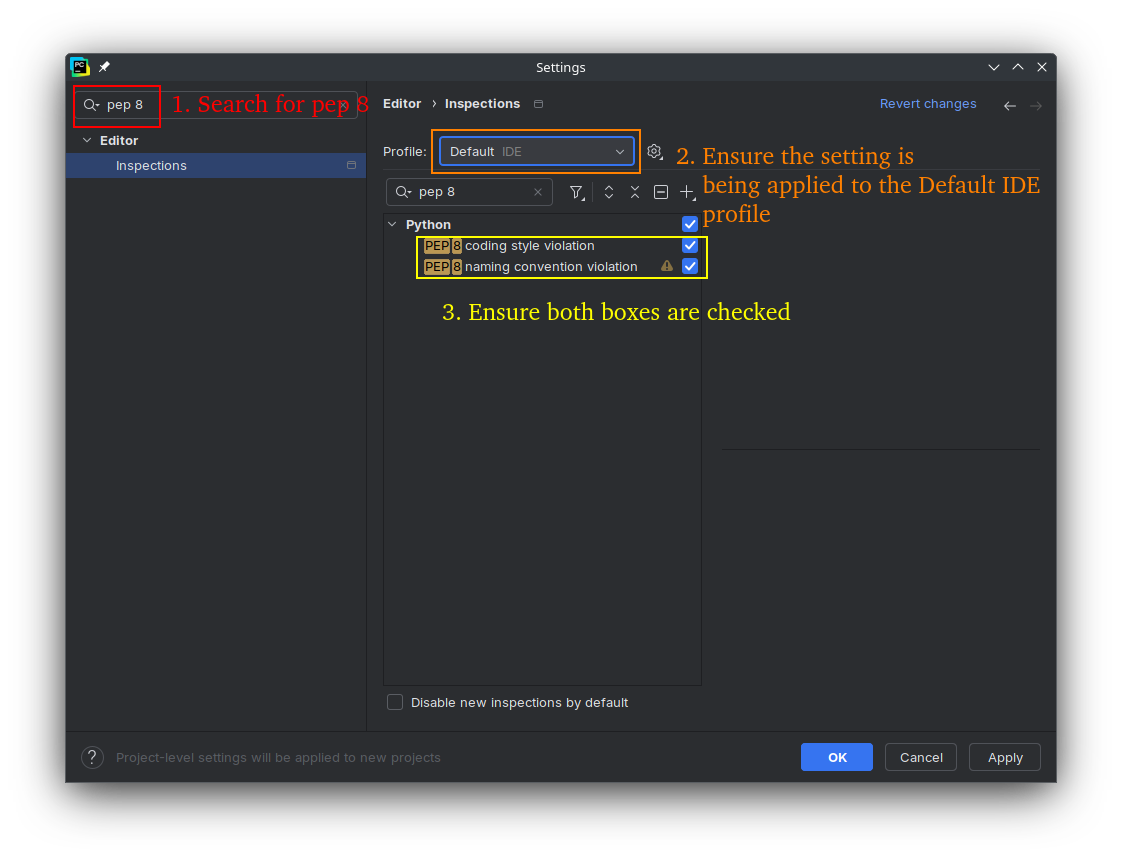 PC
Settings
pep 8
1. Search for pep 8
Editor
Inspections
Editor › Inspections
Revert changes
Profile:
Default IDE
2. Ensure the setting is
being applied to the Default IDE
profile
pep 8
Python
PEP 8 coding style violation
PEP 8 naming convention violation
3. Ensure both boxes are checked
Disable new inspections by default
? Project-level settings will be applied to new projects
OK
Cancel
Apply